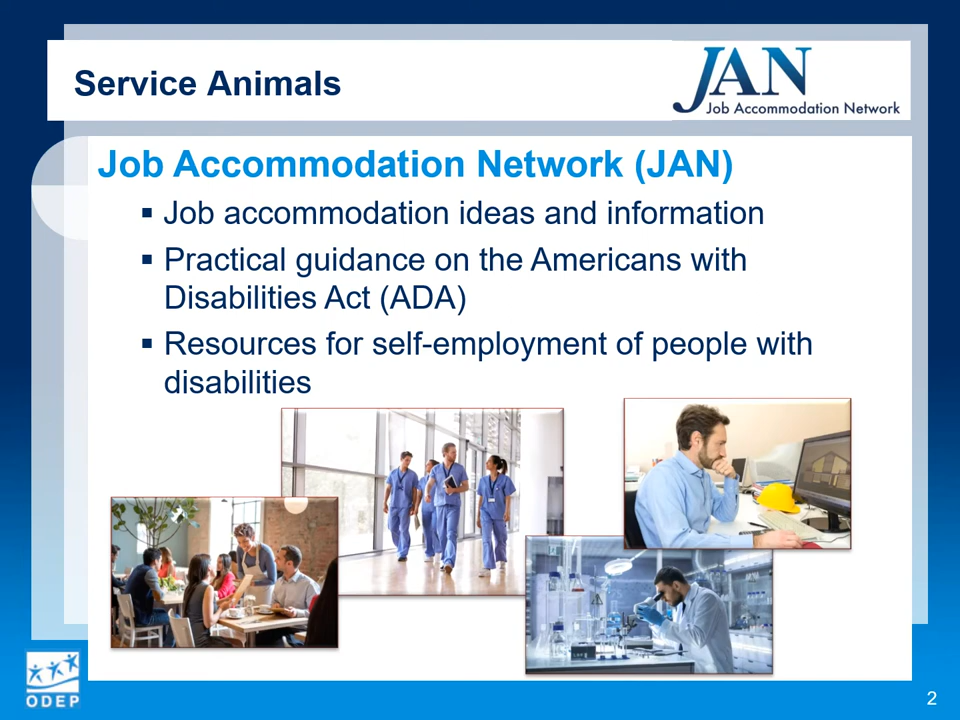 Service Animals
JAN
Job Accommodation Network
Job Accommodation Network (JAN)
▪ Job accommodation ideas and information
▪ Practical guidance on the Americans with
Disabilities Act (ADA)
▪ Resources for self-employment of people with
disabilities
ODEP
2